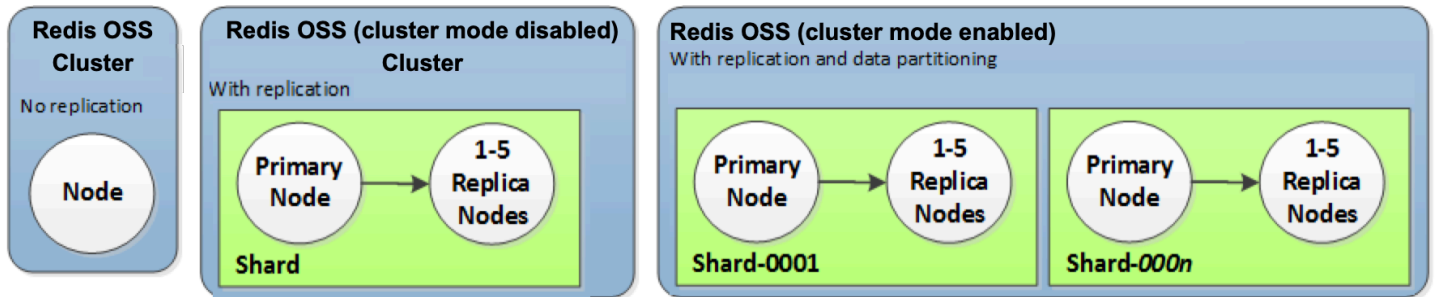 Redis OSS
Cluster
No replication
Node
Redis OSS (cluster mode disabled)
Cluster
With replication
Primary
Node
1-5
Replica
Nodes
Shard
Redis OSS (cluster mode enabled)
With replication and data partitioning
Primary
Node
1-5
Replica
Nodes
Shard-0001
Primary
Node
1-5
Replica
Nodes
Shard-000n